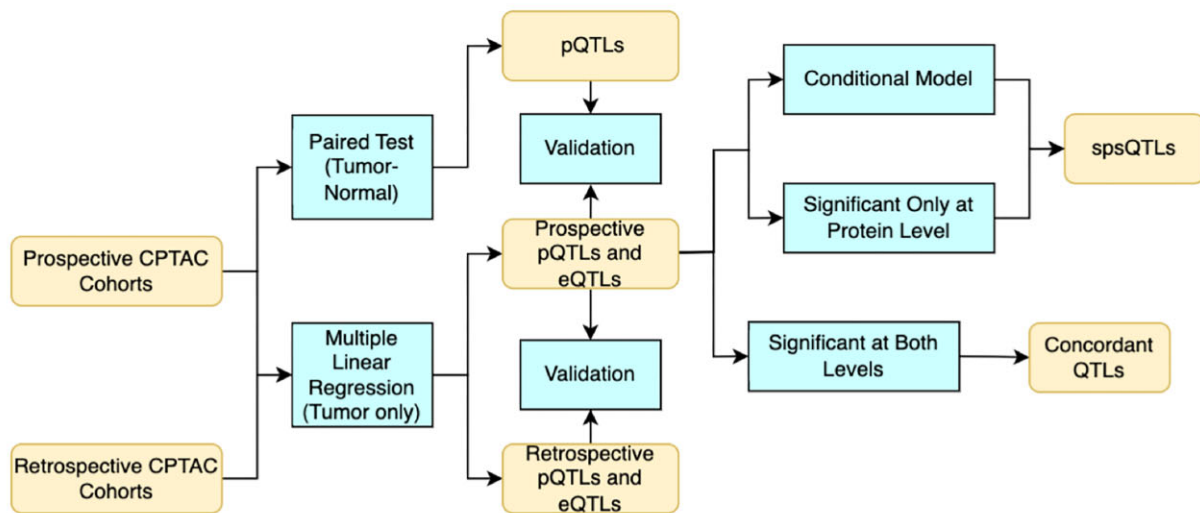 Prospective CPTAC
Cohorts
Retrospective CPTAC
Cohorts
Paired Test
(Tumor-
Normal)
Multiple
Linear
Regression
(Tumor only)
pQTLs
Validation
Prospective
pQTLs and
eQTLs
Validation
Retrospective
pQTLs and
eQTLs
Conditional Model
Significant Only at
Protein Level
Significant at Both
Levels
spsQTLs
Concordant
QTLs